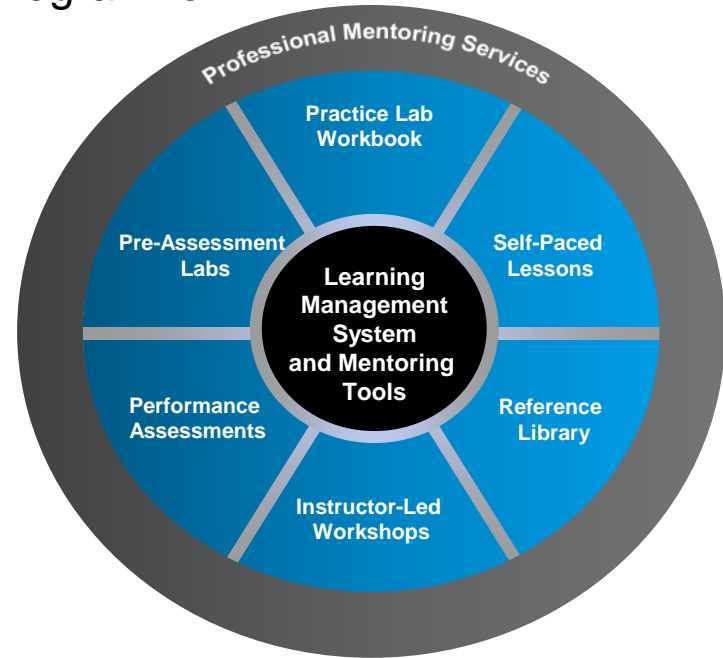 Professional Mentoring Services
Practice Lab
Workbook
Pre-Assessment
Labs
Self-Paced
Lessons
Learning
Management
System
and Mentoring
Tools
Performance
Assessments
Reference
Library
Instructor-Led
Workshops